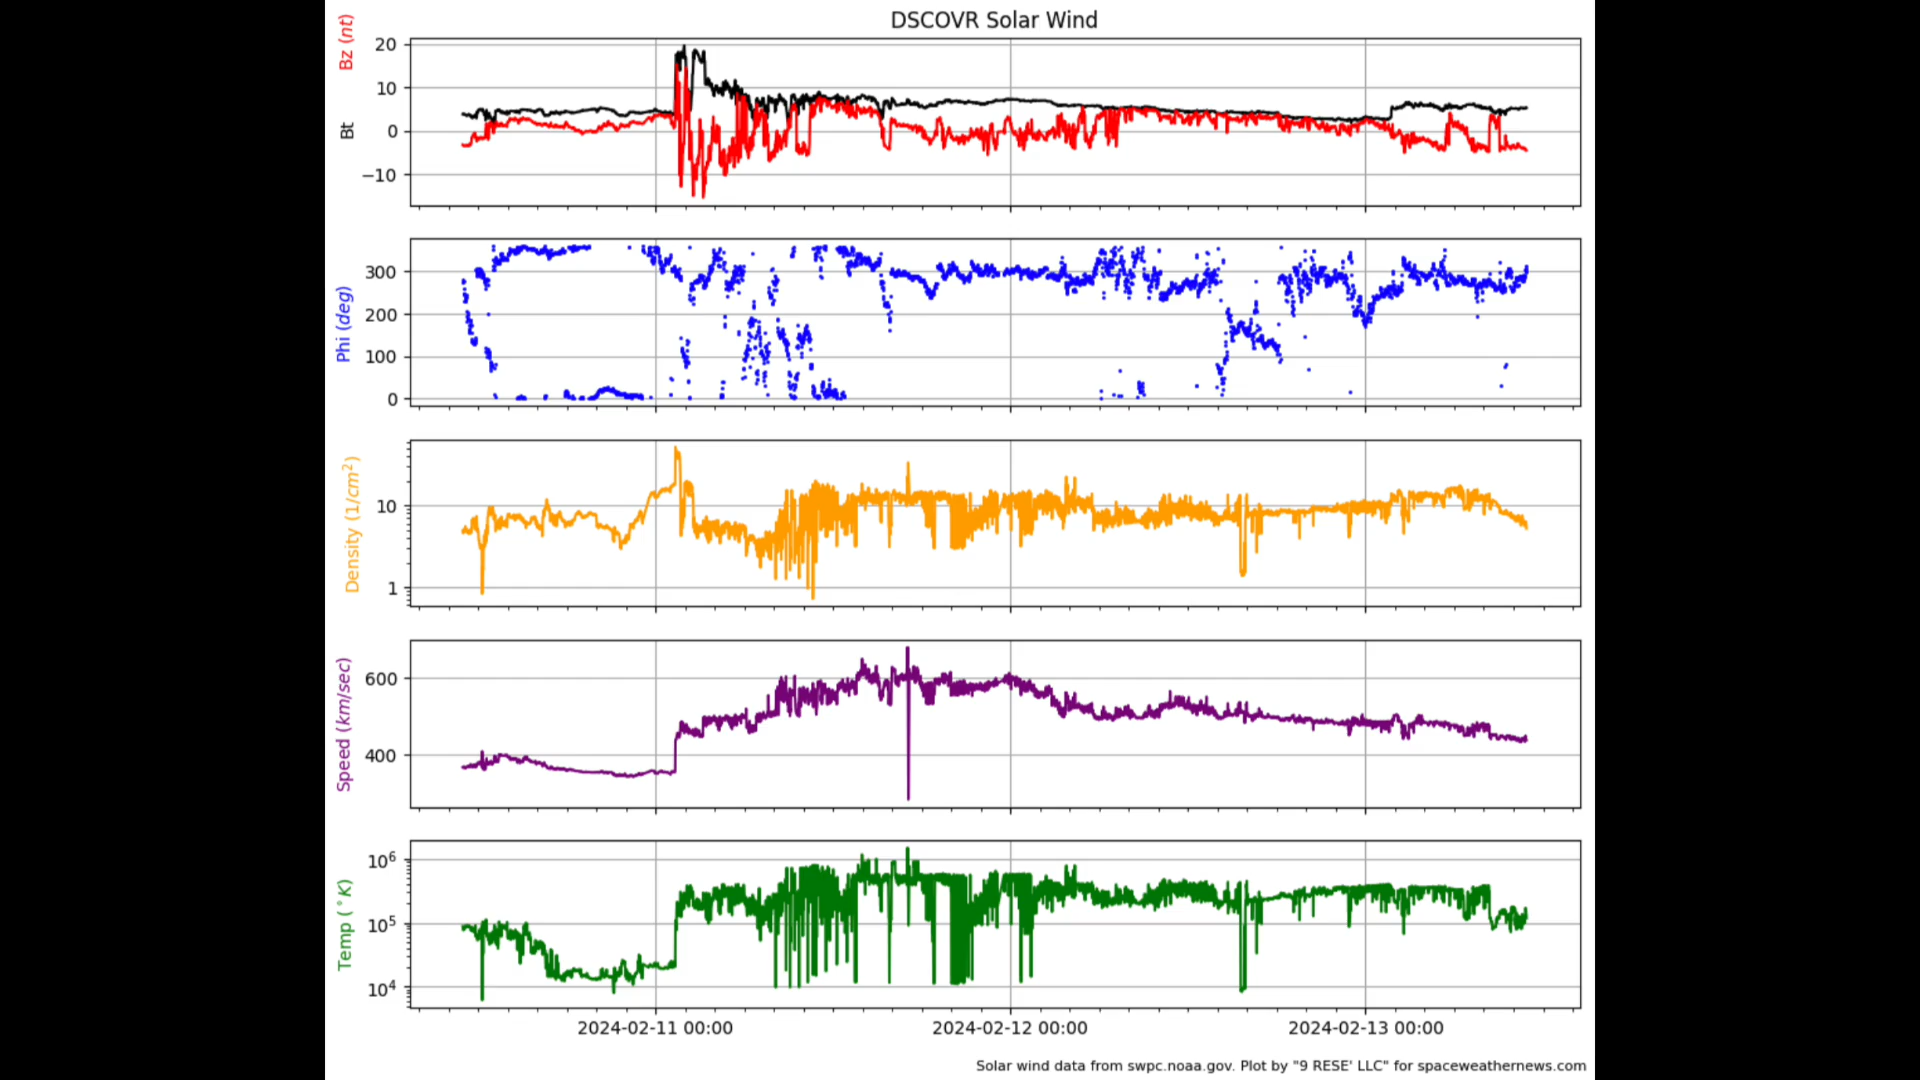 DSCOVR Solar Wind
Bt Bz (nt)
20
10
0
−10
Phi (deg)
300
200
100
0
Density (1/cm²)
10
1
Speed (km/sec)
600
400
Temp (°K)
10⁶
10⁵
10⁴
2024-02-11 00:00 2024-02-12 00:00 2024-02-13 00:00
Solar wind data from swpc.noaa.gov. Plot by "9 RESE' LLC" for spaceweathernews.com